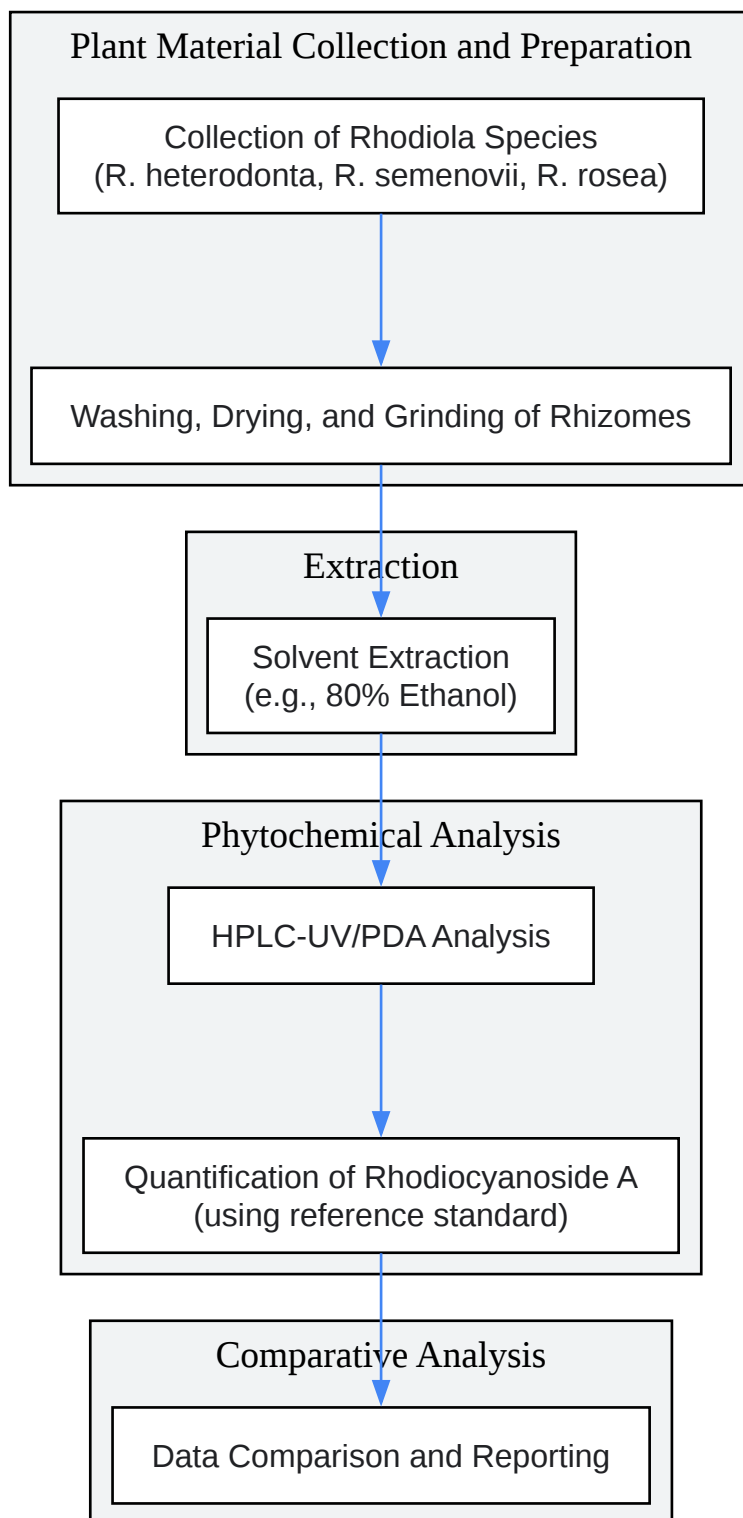 Plant Material Collection and Preparation
Collection of Rhodiola Species
(R. heterodonta, R. semenovii, R. rosea)
Washing, Drying, and Grinding of Rhizomes
Extraction
Solvent Extraction
(e.g., 80% Ethanol)
Phytochemical Analysis
HPLC-UV/PDA Analysis
Quantification of Rhodiocyanoside A
(using reference standard)
Comparative Analysis
Data Comparison and Reporting